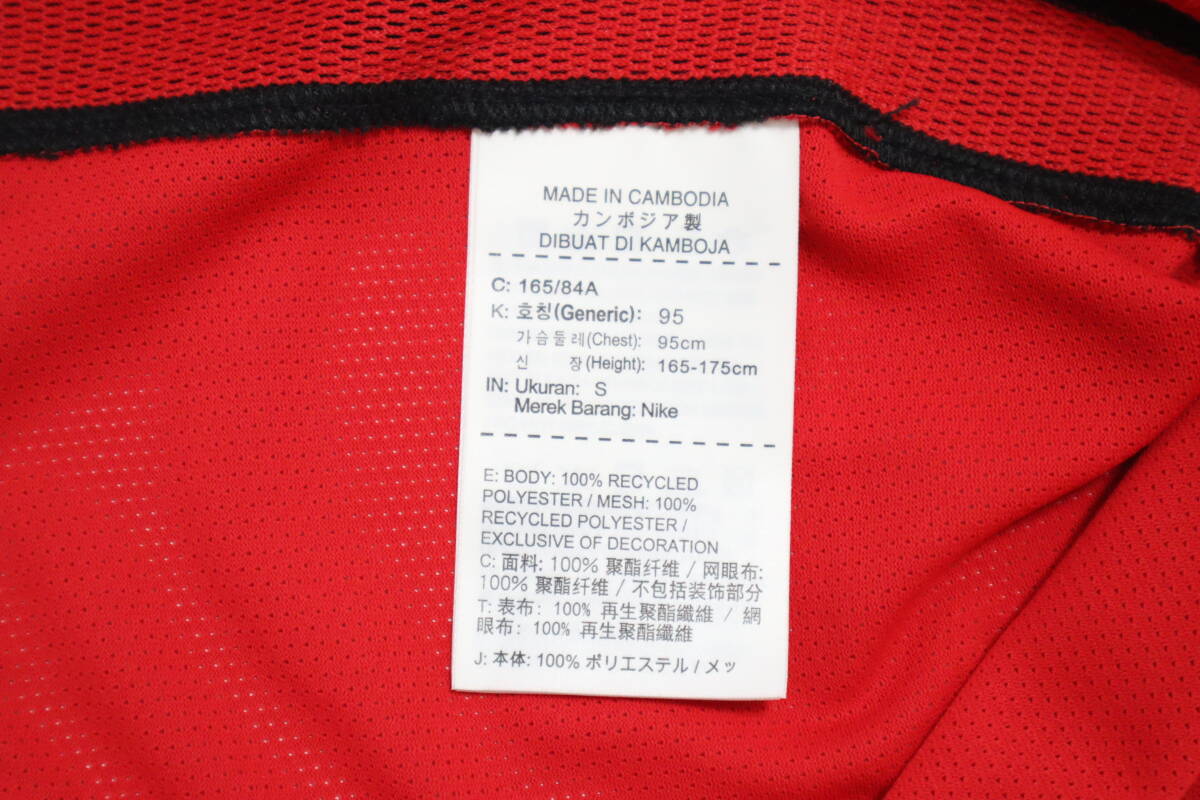 MADE IN CAMBODIA
カンボジア製
DIBUAT DI KAMBOJA
C: 165/84A
K: 호칭(Generic): 95
가슴둘레(Chest): 95cm
신 장(Height): 165-175cm
IN: Ukuran: S
Merek Barang: Nike
E: BODY: 100% RECYCLED
POLYESTER / MESH: 100%
RECYCLED POLYESTER /
EXCLUSIVE OF DECORATION
C: 面料: 100% 聚酯纤维 / 网眼布:
100% 聚酯纤维 / 不包括装饰部分
T: 表布: 100% 再生聚酯纖維 / 網
眼布: 100% 再生聚酯纖維
J: 本体: 100% ポリエステル / メッ